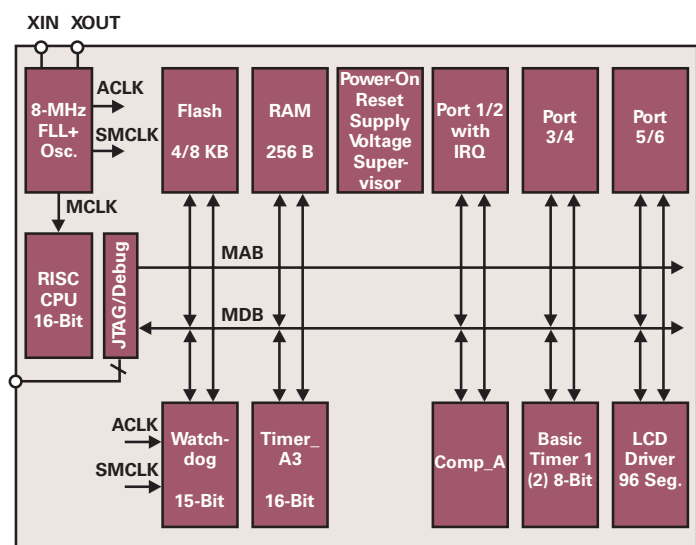 XIN XOUT
8-MHz
FLL+
Osc.
ACLK
SMCLK
MCLK
Flash
4/8 KB
RAM
256 B
Power-On
Reset
Supply
Voltage
Super-
visor
Port 1/2
with
IRQ
Port
3/4
Port
5/6
RISC
CPU
16-Bit
JTAG/Debug
MAB
MDB
ACLK
SMCLK
Watch-
dog
15-Bit
Timer_
A3
16-Bit
Comp_A
Basic
Timer 1
(2) 8-Bit
LCD
Driver
96 Seg.